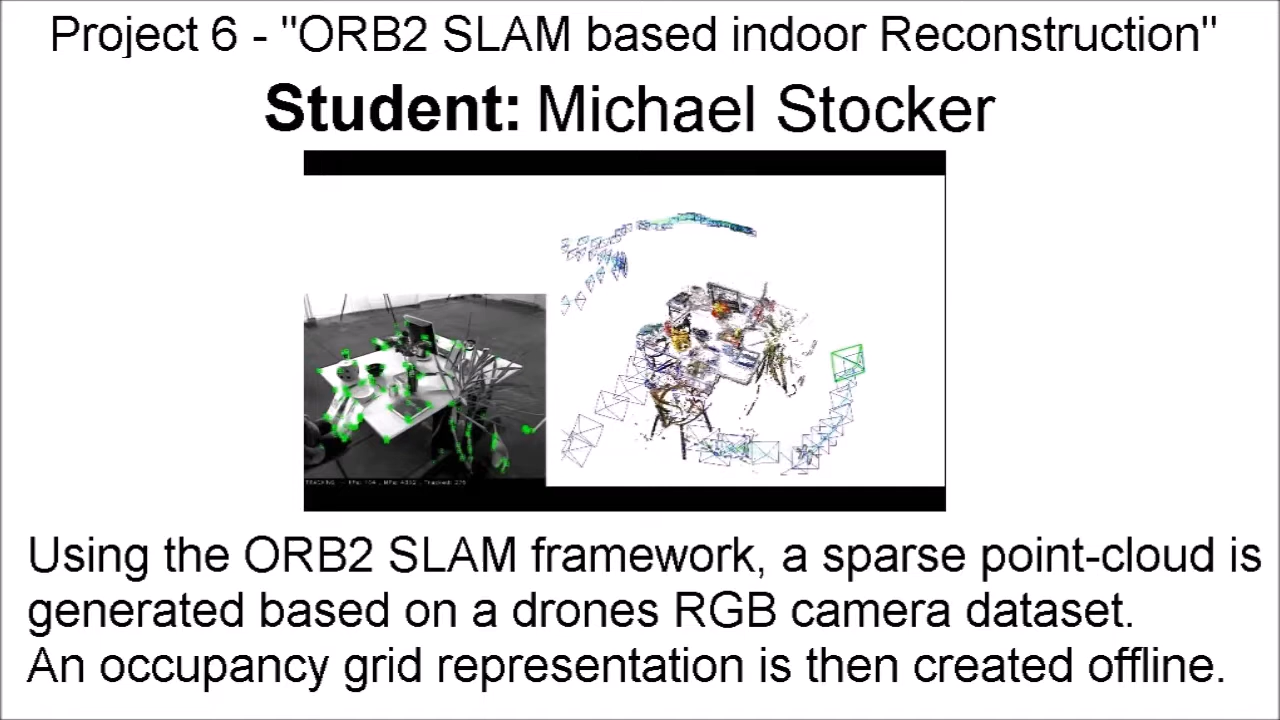 Project 6 - "ORB2 SLAM based indoor Reconstruction"
Student: Michael Stocker
Using the ORB2 SLAM framework, a sparse point-cloud is
generated based on a drones RGB camera dataset.
An occupancy grid representation is then created offline.